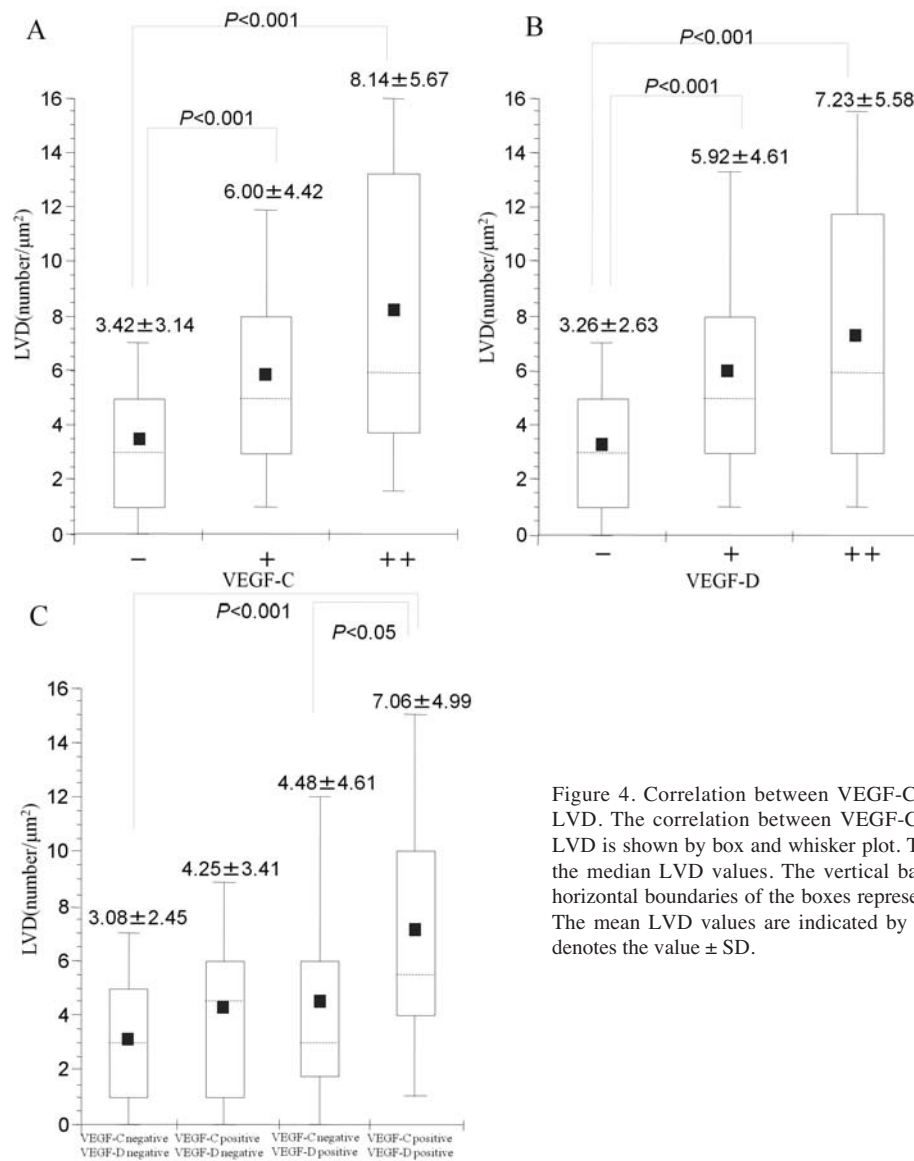 A
P<0.001
8.14±5.67
P<0.001
6.00±4.42
3.42±3.14
LVD(number/μm²)
16
14
12
10
8
6
4
2
0
− + ++
VEGF-C
B
P<0.001
7.23±5.58
P<0.001
5.92±4.61
3.26±2.63
LVD(number/μm²)
16
14
12
10
8
6
4
2
0
− + ++
VEGF-D
C
P<0.001
P<0.05
7.06±4.99
4.48±4.61
4.25±3.41
3.08±2.45
LVD(number/μm²)
16
14
12
10
8
6
4
2
0
VEGF-C negative VEGF-C positive VEGF-C negative VEGF-C positive
VEGF-D negative VEGF-D negative VEGF-D positive VEGF-D positive
Figure 4. Correlation between VEGF-C
LVD. The correlation between VEGF-C
LVD is shown by box and whisker plot. T
the median LVD values. The vertical ba
horizontal boundaries of the boxes represe
The mean LVD values are indicated by
denotes the value ± SD.